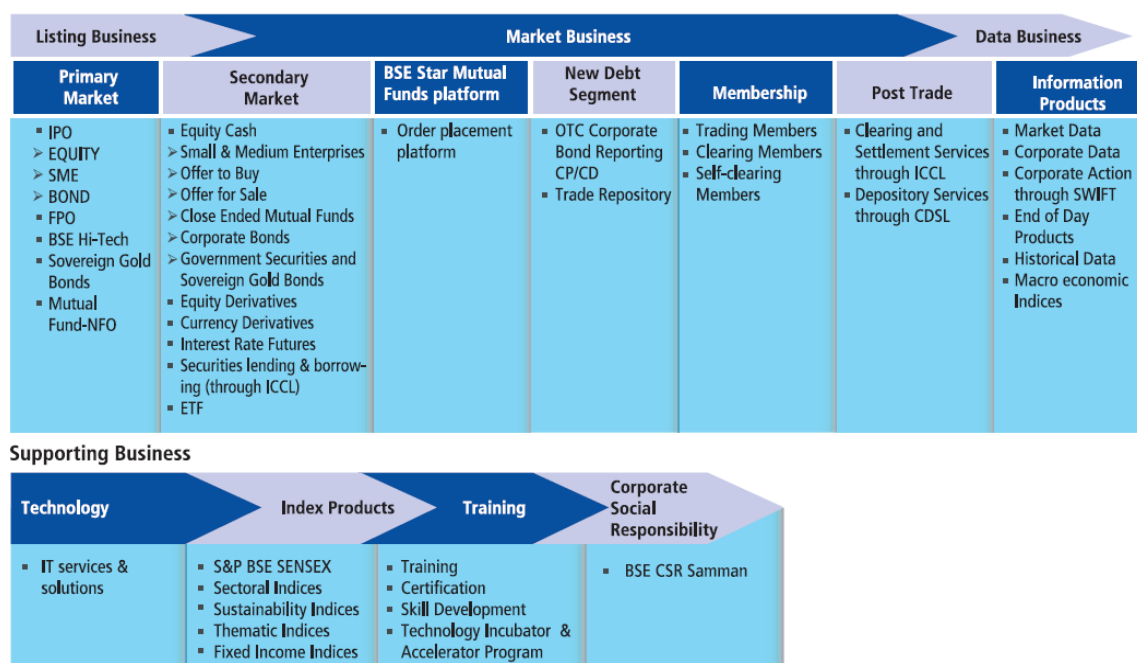 Listing Business
Market Business
Data Business
Primary
Market
Secondary
Market
BSE Star Mutual
Funds platform
New Debt
Segment
Membership
Post Trade
Information
Products
▪ IPO
➢ EQUITY
➢ SME
➢ BOND
▪ FPO
▪ BSE Hi-Tech
▪ Sovereign Gold
Bonds
▪ Mutual
Fund-NFO
▪ Equity Cash
➢ Small & Medium Enterprises
➢ Offer to Buy
➢ Offer for Sale
➢ Close Ended Mutual Funds
➢ Corporate Bonds
➢ Government Securities and
Sovereign Gold Bonds
▪ Equity Derivatives
▪ Currency Derivatives
▪ Interest Rate Futures
▪ Securities lending & borrow-
ing (through ICCL)
▪ ETF
▪ Order placement
platform
▪ OTC Corporate
Bond Reporting
CP/CD
▪ Trade Repository
▪ Trading Members
▪ Clearing Members
▪ Self-clearing
Members
▪ Clearing and
Settlement Services
through ICCL
▪ Depository Services
through CDSL
▪ Market Data
▪ Corporate Data
▪ Corporate Action
through SWIFT
▪ End of Day
Products
▪ Historical Data
▪ Macro economic
Indices
Supporting Business
Technology
Index Products
Training
Corporate
Social
Responsibility
▪ IT services &
solutions
▪ S&P BSE SENSEX
▪ Sectoral Indices
▪ Sustainability Indices
▪ Thematic Indices
▪ Fixed Income Indices
▪ Training
▪ Certification
▪ Skill Development
▪ Technology Incubator &
Accelerator Program
▪ BSE CSR Samman